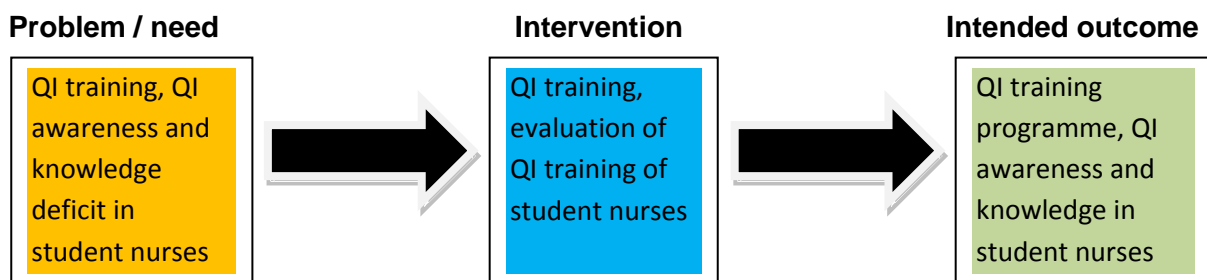 Problem / need
QI training, QI
awareness and
knowledge
deficit in
student nurses
Intervention
QI training,
evaluation of
QI training of
student nurses
Intended outcome
QI training
programme, QI
awareness and
knowledge in
student nurses